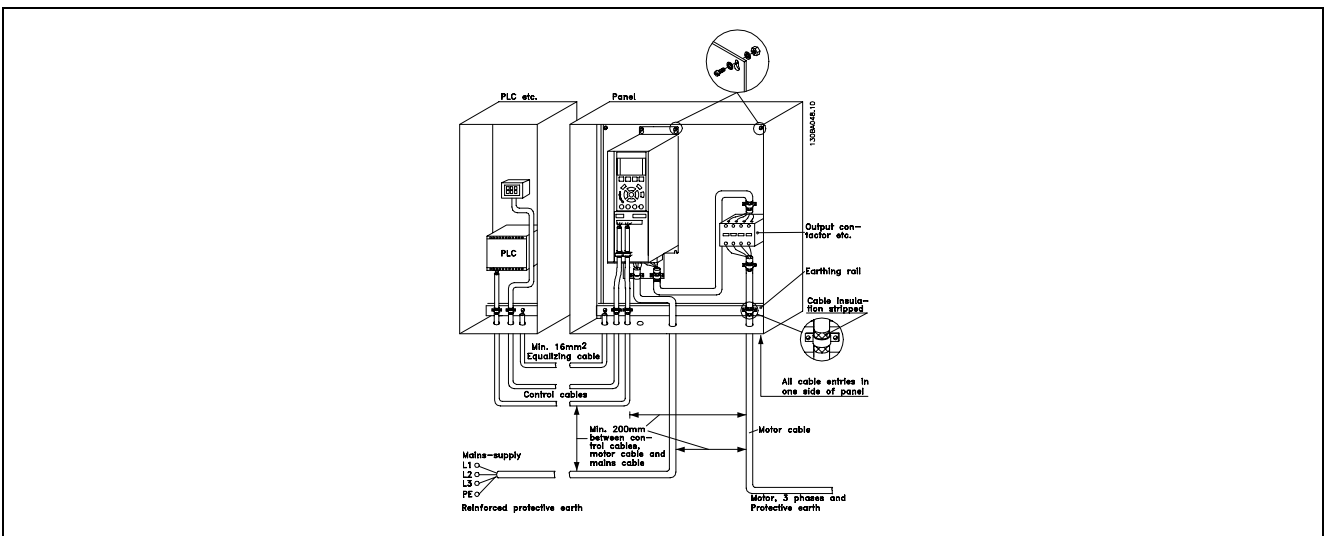 PLC etc.
Panel
130BA048.10
PLC
Output con-
tactor etc.
Earthing rail
Cable insula-
tion stripped
Min. 16mm2
Equalizing cable
All cable entries in
one side of panel
Control cables
Min. 200mm
between con-
trol cables,
motor cable and
mains cable
Motor cable
Mains-supply
L1
L2
L3
PE
Reinforced protective earth
Motor, 3 phases and
Protective earth